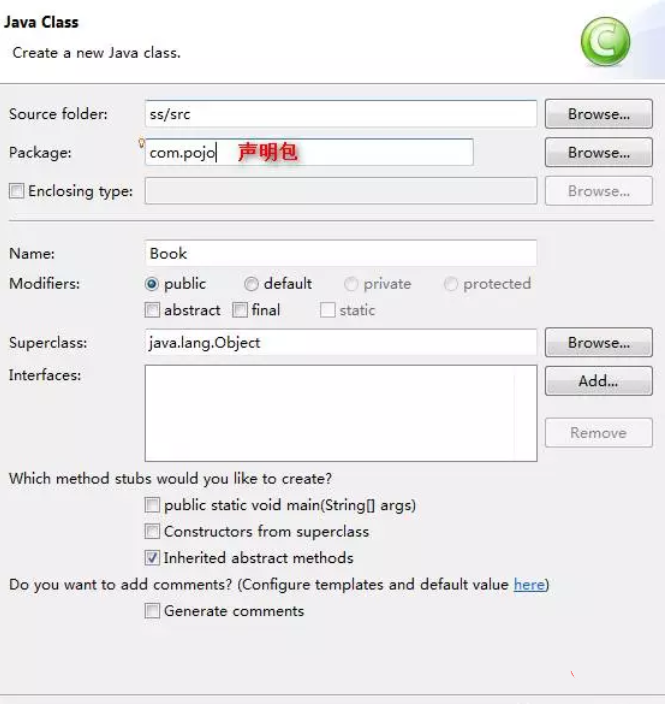 Java Class
Create a new Java class.
C
Source folder: ss/src Browse...
Package: com.pojo 声明包 Browse...
Enclosing type: Browse...
Name: Book
Modifiers: public default private protected
abstract final static
Superclass: java.lang.Object Browse...
Interfaces: Add...
Remove
Which method stubs would you like to create?
public static void main(String[] args)
Constructors from superclass
Inherited abstract methods
Do you want to add comments? (Configure templates and default value here)
Generate comments